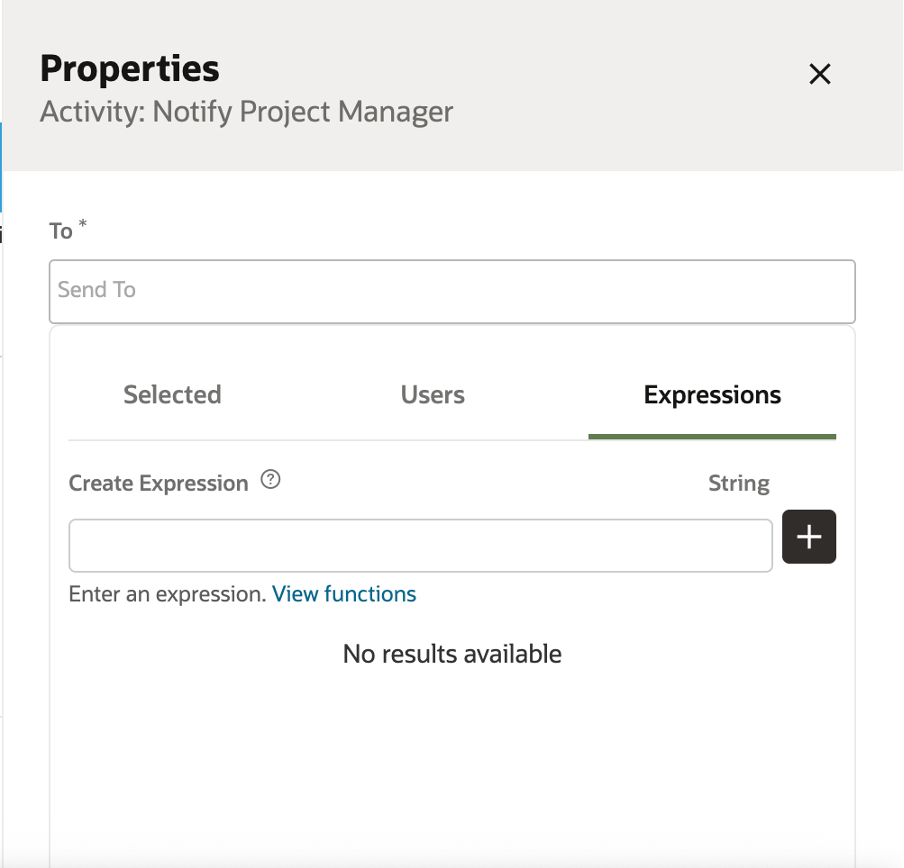 Properties
Activity: Notify Project Manager
To *
Send To
Selected Users Expressions
Create Expression ? String
Enter an expression. View functions
No results available